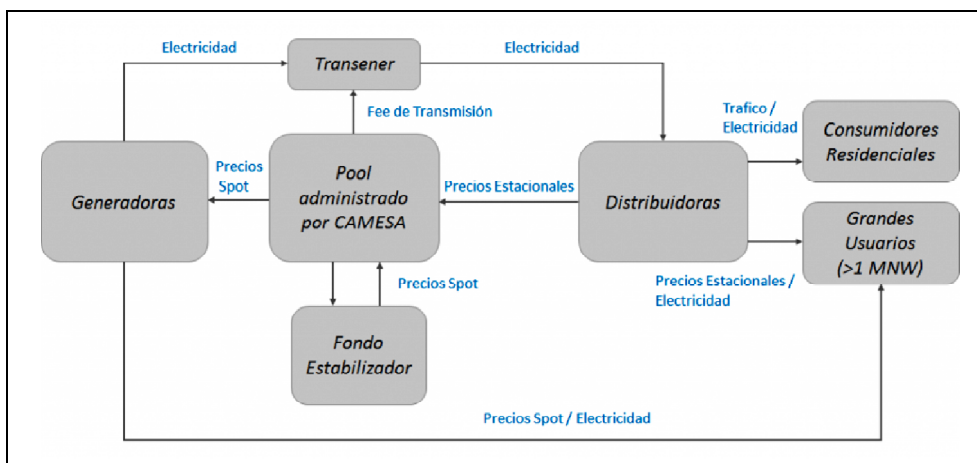 Electricidad
Electricidad
Transener
Fee de Transmisión
Trafico /
Electricidad
Consumidores
Residenciales
Generadoras
Precios
Spot
Pool
administrado
por CAMESA
Precios Estacionales
Distribuidoras
Grandes
Usuarios
(>1 MNW)
Precios Spot
Precios Estacionales /
Electricidad
Fondo
Estabilizador
Precios Spot / Electricidad